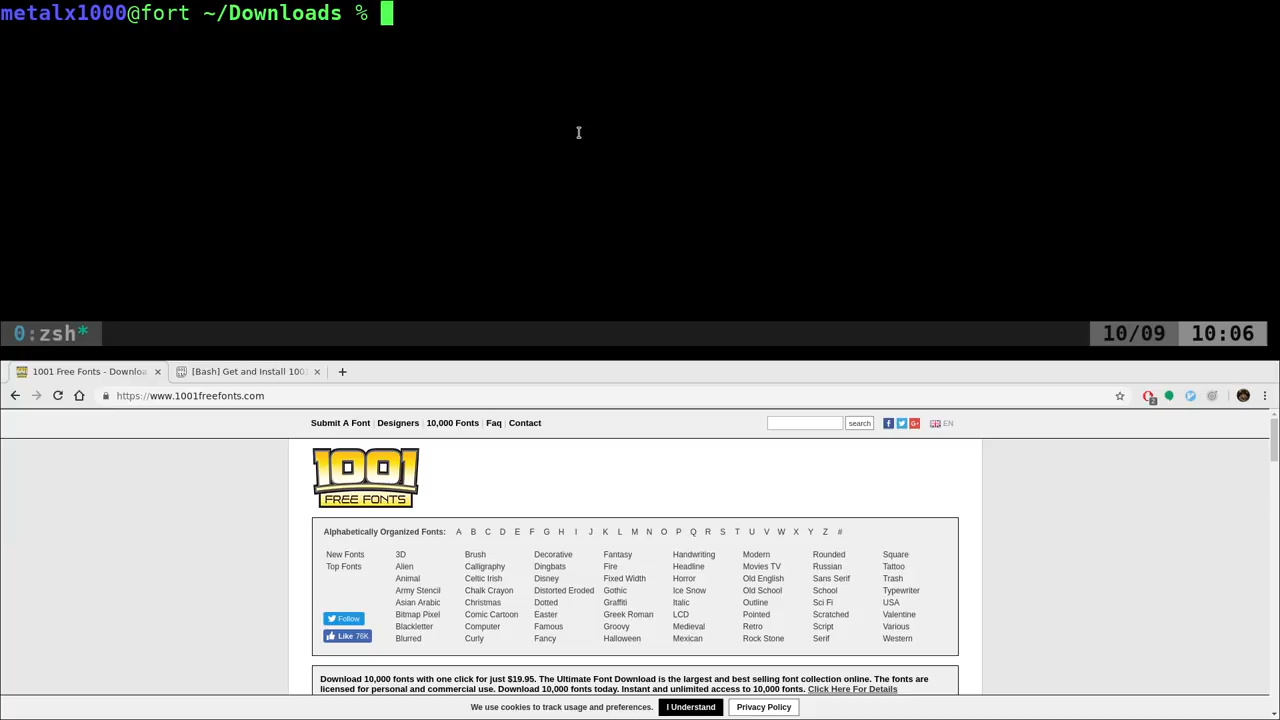 metalx1000@fort ~/Downloads %
0:zsh*
10/09 10:06
1001 Free Fonts - Downloa
[Bash] Get and Install 100
https://www.1001freefonts.com
2
Submit A Font | Designers | 10,000 Fonts | Faq | Contact
search
EN
1001
FREE FONTS
Alphabetically Organized Fonts: A B C D E F G H I J K L M N O P Q R S T U V W X Y Z #
New Fonts 3D Brush Decorative Fantasy Handwriting Modern Rounded Square
Top Fonts Alien Calligraphy Dingbats Fire Headline Movies TV Russian Tattoo
Animal Celtic Irish Disney Fixed Width Horror Old English Sans Serif Trash
Army Stencil Chalk Crayon Distorted Eroded Gothic Ice Snow Old School School Typewriter
Asian Arabic Christmas Dotted Graffiti Italic Outline Sci Fi USA
Follow Bitmap Pixel Comic Cartoon Easter Greek Roman LCD Pointed Scratched Valentine
Blackletter Computer Famous Groovy Medieval Retro Script Various
Like 76K Blurred Curly Fancy Halloween Mexican Rock Stone Serif Western
Download 10,000 fonts with one click for just $19.95. The Ultimate Font Download is the largest and best selling font collection online. The fonts are
licensed for personal and commercial use. Download 10,000 fonts today. Instant and unlimited access to 10,000 fonts. Click Here For Details
We use cookies to track usage and preferences. I Understand Privacy Policy